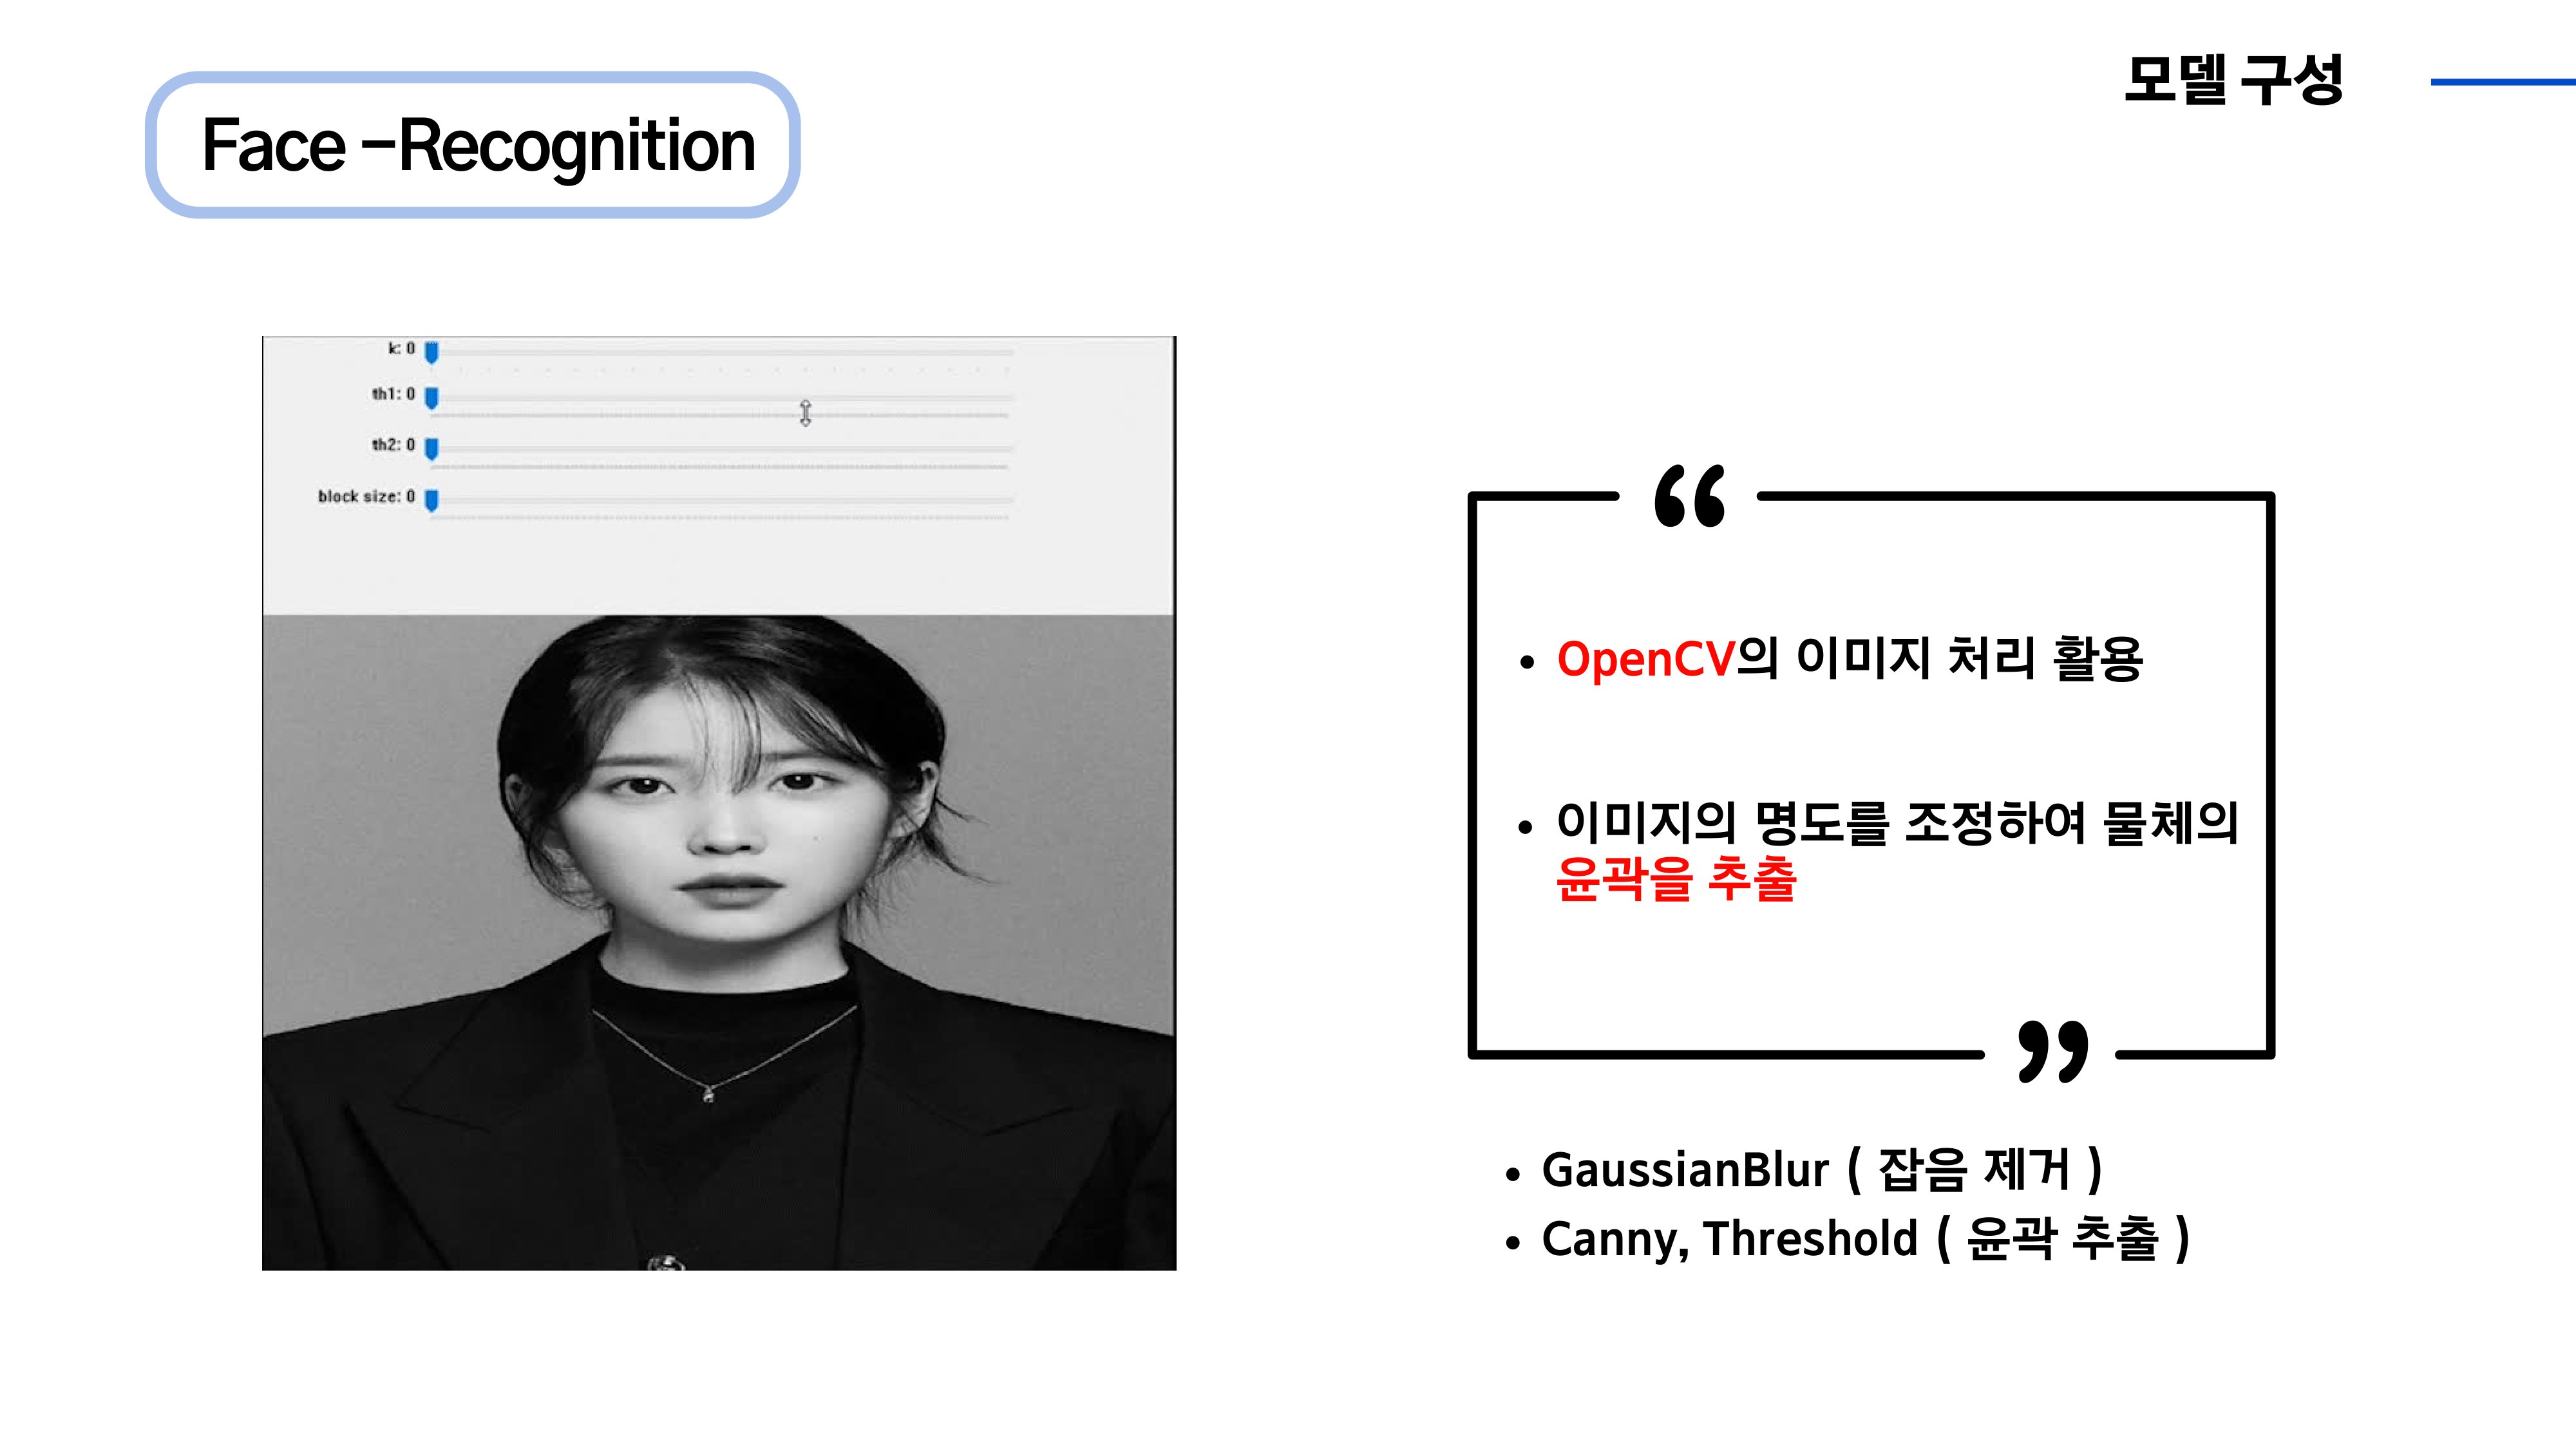 모델 구성
Face -Recognition
k: 0
th1: 0
th2: 0
block size: 0
“
• OpenCV의 이미지 처리 활용
• 이미지의 명도를 조정하여 물체의
윤곽을 추출
”
• GaussianBlur ( 잡음 제거 )
• Canny, Threshold ( 윤곽 추출 )